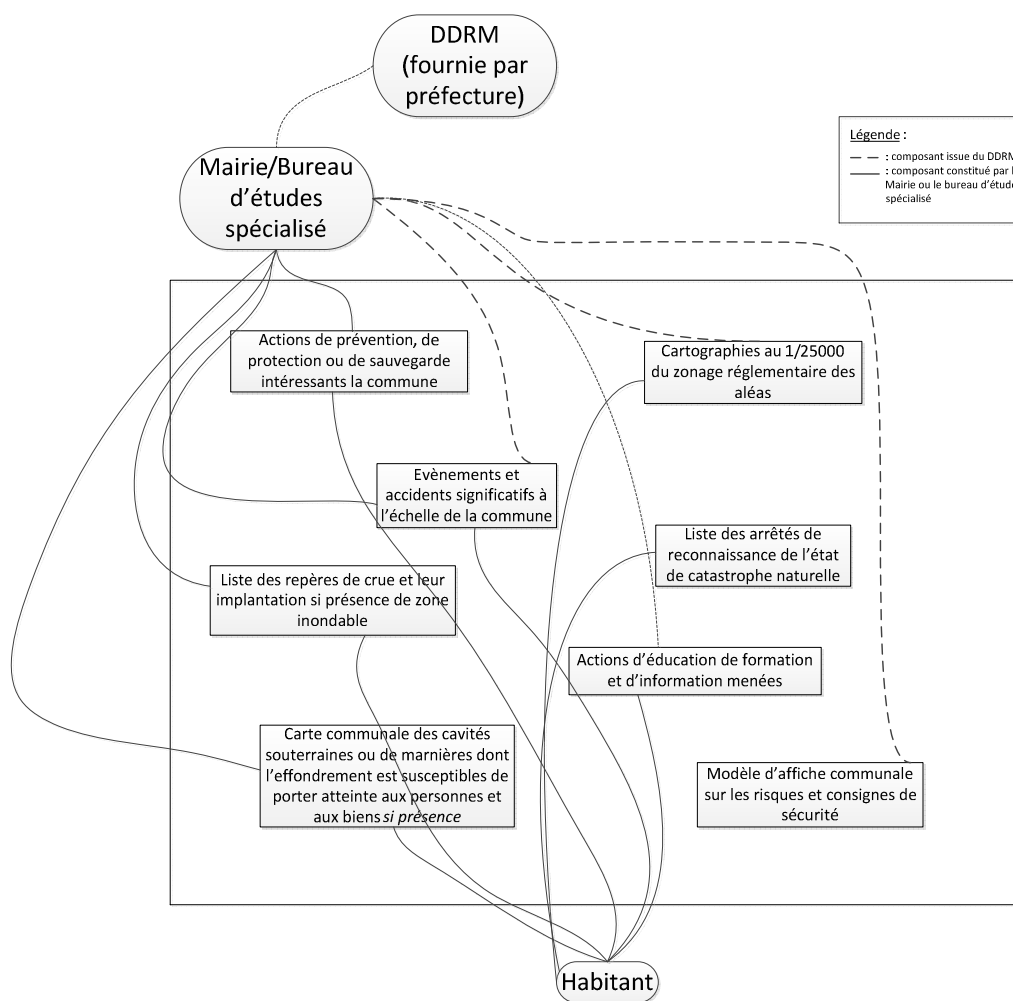 DDRM
(fournie par
préfecture)
Légende :
: composant issue du DDRM
: composant constitué par l
Mairie ou le bureau d'étude
spécialisé
Mairie/Bureau
d'études
spécialisé
Actions de prévention, de
protection ou de sauvegarde
intéressants la commune
Cartographies au 1/25000
du zonage réglementaire des
aléas
Evènements et
accidents significatifs à
l'échelle de la commune
Liste des arrêtés de
reconnaissance de l'état
de catastrophe naturelle
Liste des repères de crue et leur
implantation si présence de zone
inondable
Actions d'éducation de formation
et d'information menées
Carte communale des cavités
souterraines ou de marnières dont
l'effondrement est susceptibles de
porter atteinte aux personnes et
aux biens si présence
Modèle d'affiche communale
sur les risques et consignes de
sécurité
Habitant